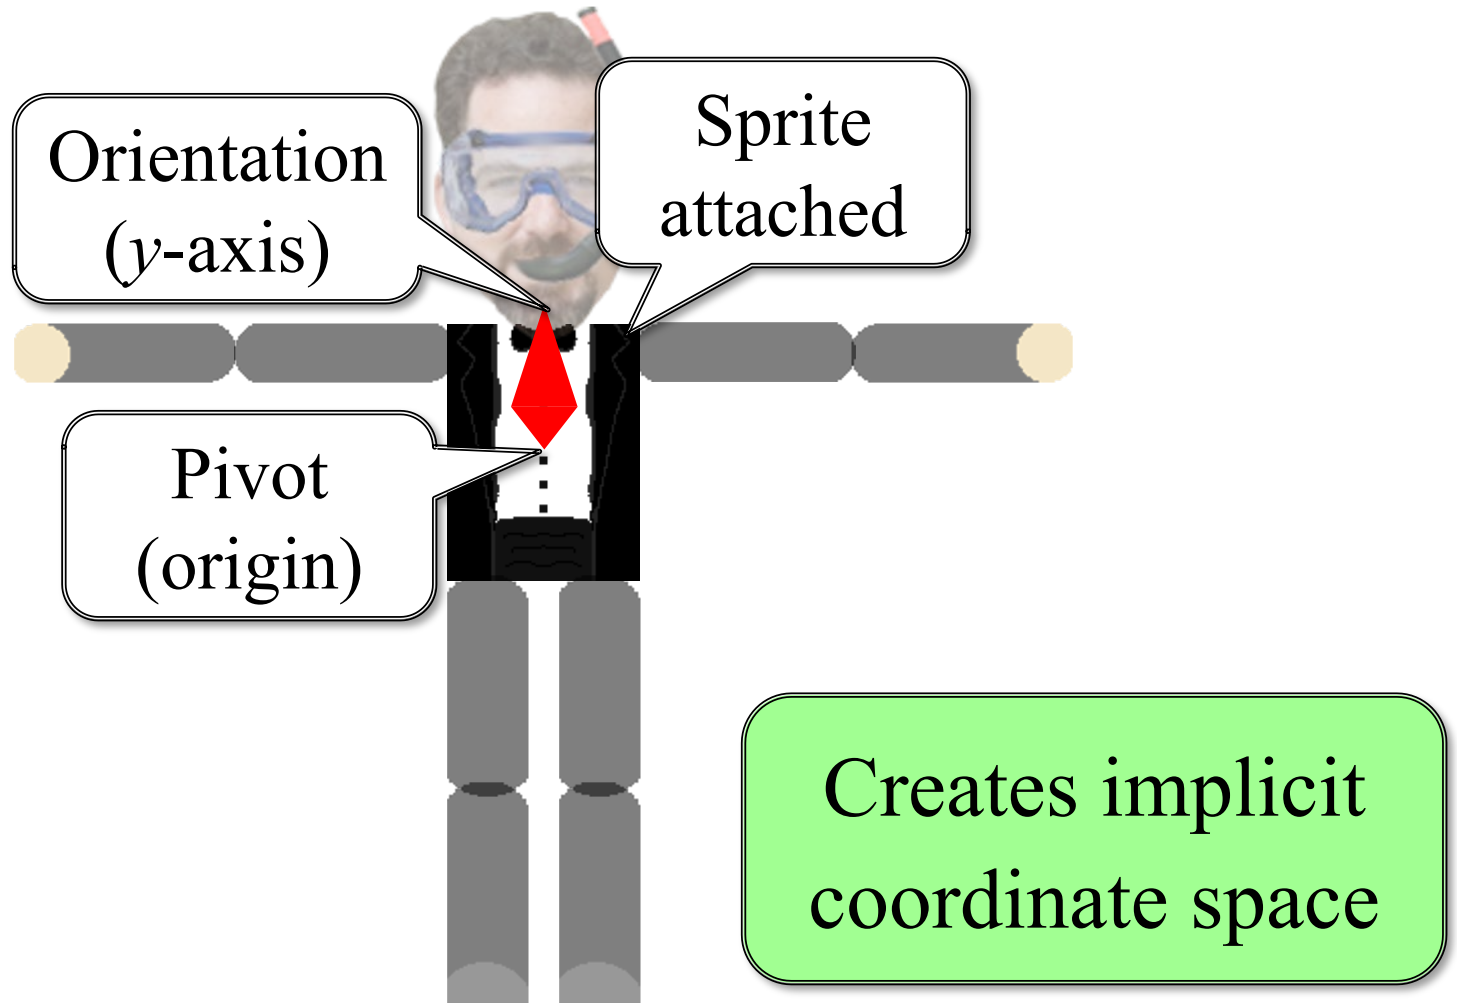 Orientation
(y-axis)
Sprite
attached
Pivot
(origin)
Creates implicit
coordinate space